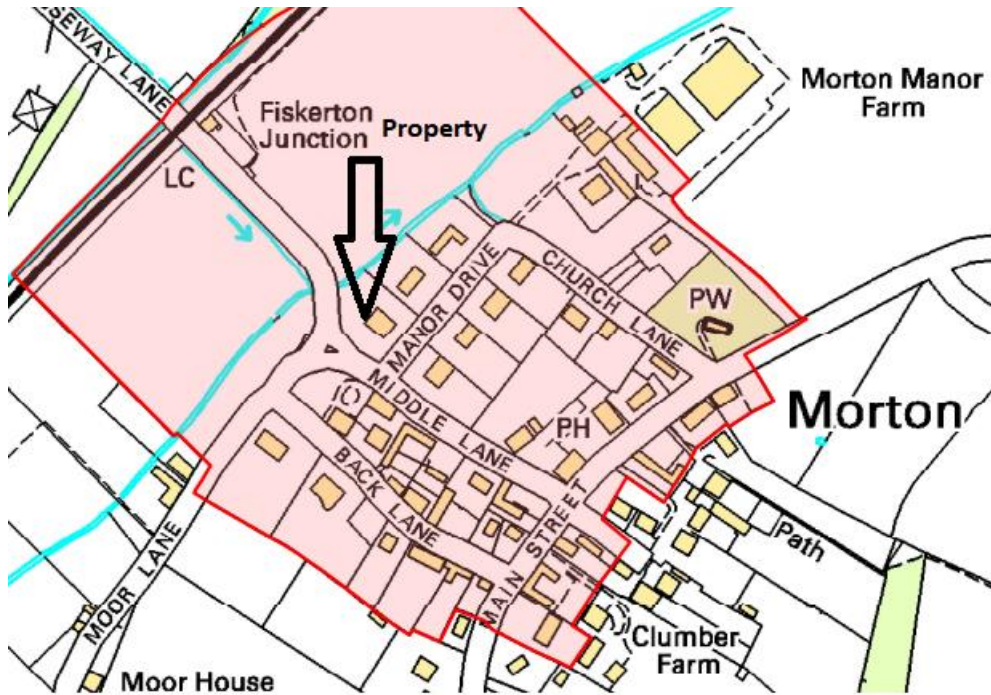 SEWAY LANE
Fiskerton
Junction
Property
LC
Morton Manor
Farm
MANOR DRIVE
CHURCH LANE
PW
Morton
MIDDLE LANE
PH
BACK LANE
MAIN STREET
Path
MOOR LANE
Clumber
Farm
Moor House